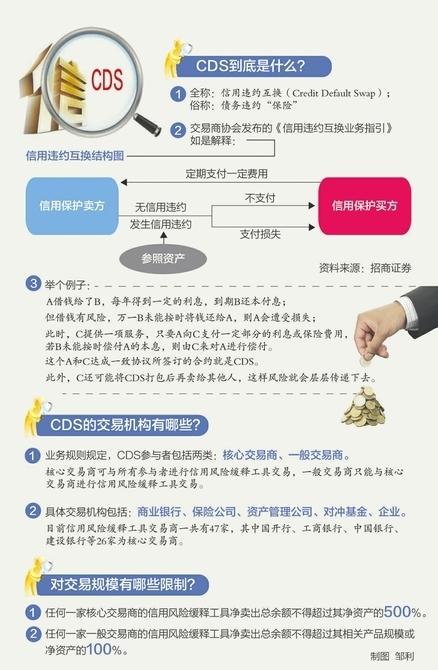 CDS
CDS到底是什么？
1 全称：信用违约互换（Credit Default Swap）；
俗称：债务违约“保险”
2 交易商协会发布的《信用违约互换业务指引》
如是解释：
信用违约互换结构图
定期支付一定费用
信用保护卖方
无信用违约
发生信用违约
不支付
支付损失
信用保护买方
参照资产
资料来源：招商证券
3 举个例子：
A借钱给了B，每年得到一定的利息，到期B还本付息；
但借钱有风险，万一B未能按时将钱还给A，则A会遭受损失；
此时，C提供一项服务，只要A向C支付一定部分的利息或保险费用，
若B未能按时偿付A的本息，则由C来对A进行偿付。
这个A和C达成一致协议所签订的合约就是CDS。
此外，C还可能将CDS打包后再卖给其他人，这样风险就会层层传递下去。
CDS的交易机构有哪些？
1 业务规则规定，CDS参与者包括两类：核心交易商、一般交易商。
核心交易商可与所有参与者进行信用风险缓释工具交易，一般交易商只能与核心
交易商进行信用风险缓释工具交易。
2 具体交易机构包括：商业银行、保险公司、资产管理公司、对冲基金、企业。
目前信用风险缓释工具交易商一共有47家，其中国开行、工商银行、中国银行、
建设银行等26家为核心交易商。
对交易规模有哪些限制？
1 任何一家核心交易商的信用风险缓释工具净卖出总余额不得超过其净资产的500%。
2 任何一家一般交易商的信用风险缓释工具净卖出总余额不得超过其相关产品规模或
净资产的100%。
制图 邹利